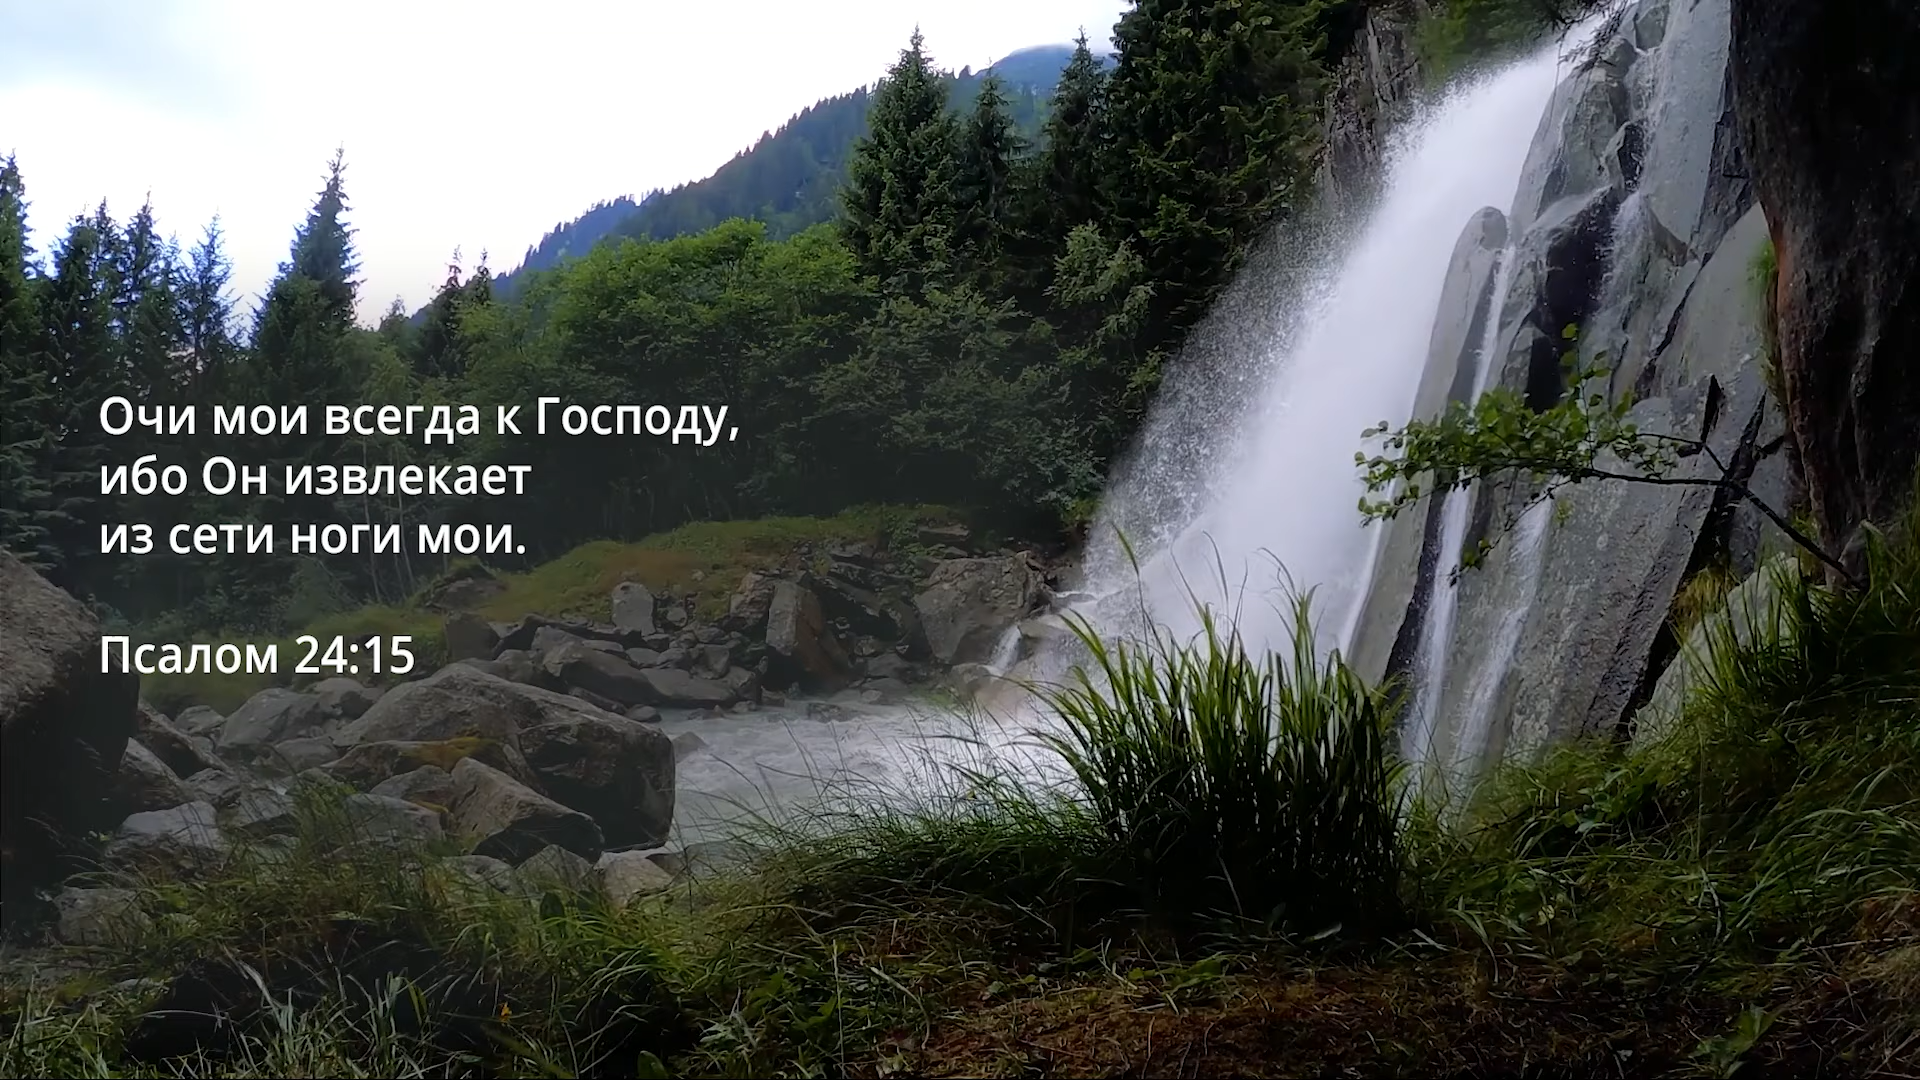 Очи мои всегда к Господу,
ибо Он извлекает
из сети ноги мои.
Псалом 24:15